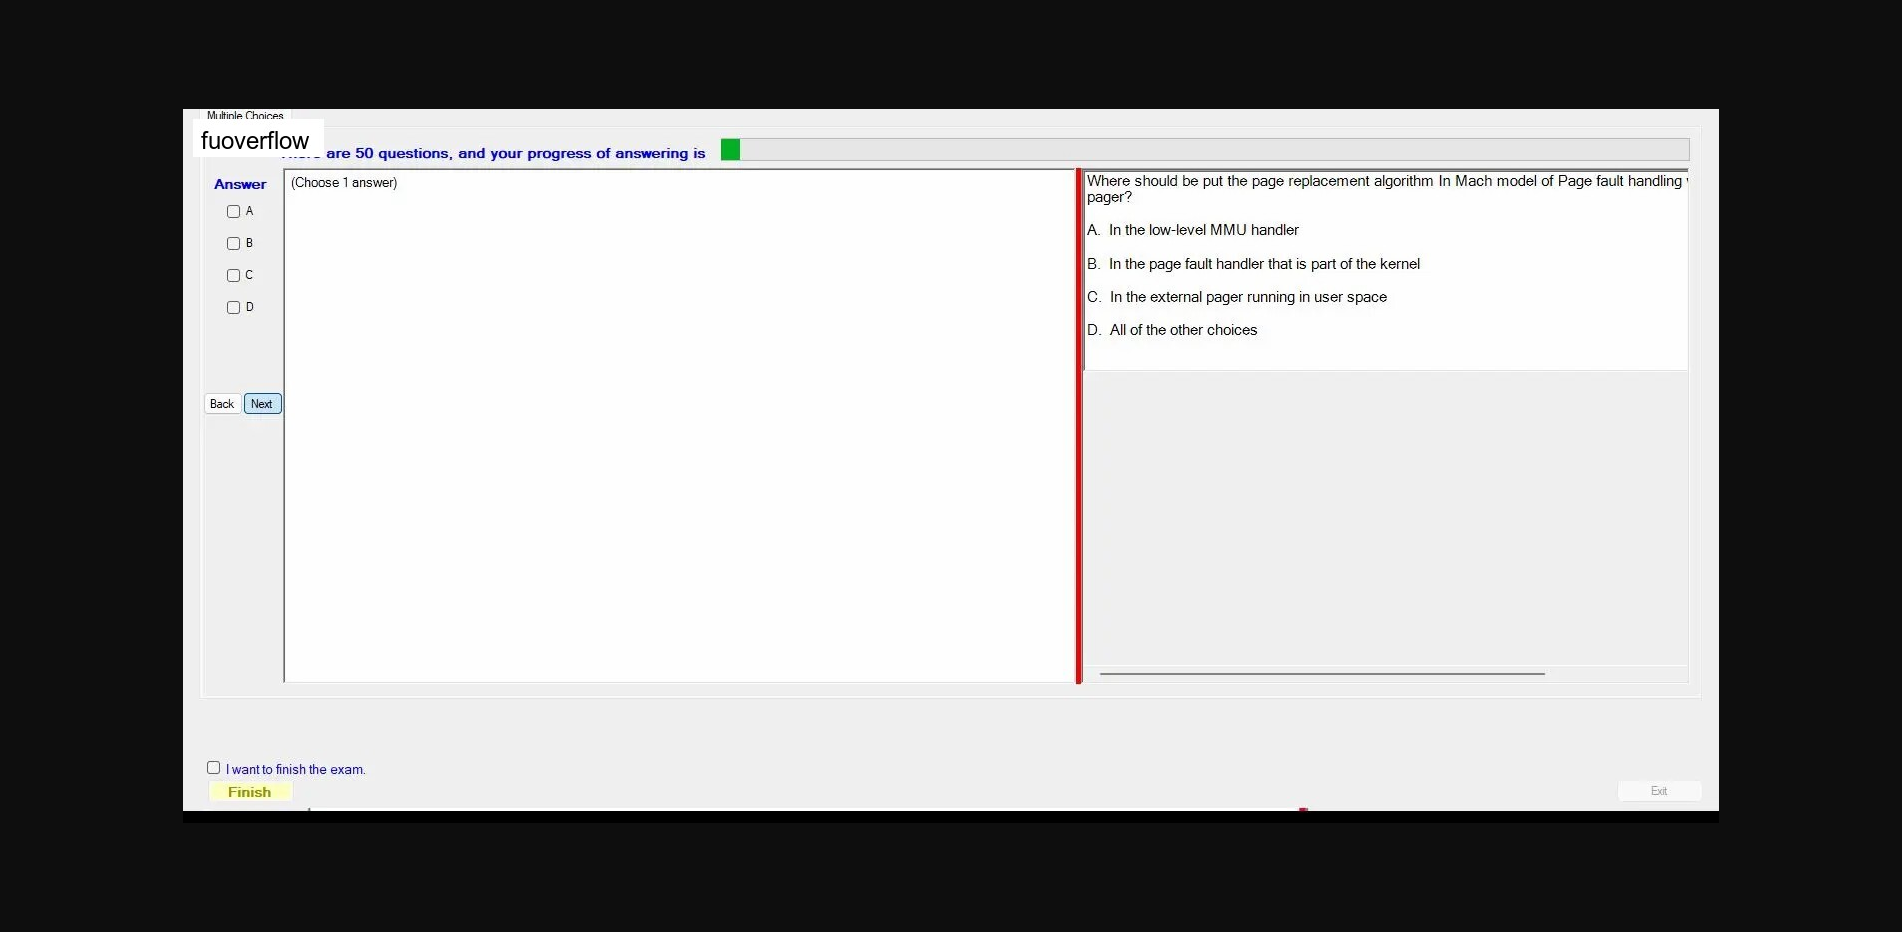 Multiple Choices
fuoverflow
are 50 questions, and your progress of answering is
Answer
(Choose 1 answer)
A
B
C
D
Back Next
Where should be put the page replacement algorithm In Mach model of Page fault handling
pager?
A. In the low-level MMU handler
B. In the page fault handler that is part of the kernel
C. In the external pager running in user space
D. All of the other choices
I want to finish the exam.
Finish
Exit